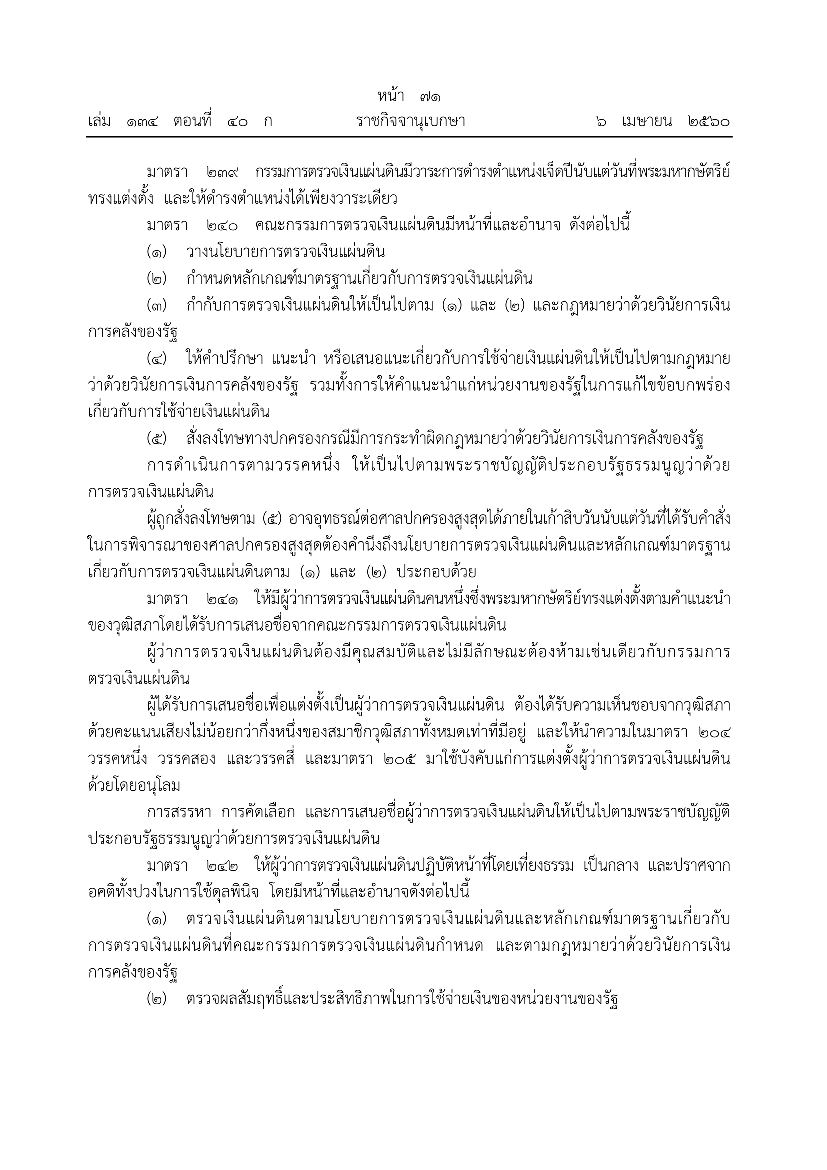 หน้า ๗๑
เล่ม ๑๓๔ ตอนที่ ๔๐ ก ราชกิจจานุเบกษา ๖ เมษายน ๒๕๖๐
มาตรา ๒๓๙ กรรมการตรวจเงินแผ่นดินมีวาระการดำรงตำแหน่งเจ็ดปีนับแต่วันที่พระมหากษัตริย์
ทรงแต่งตั้ง และให้ดำรงตำแหน่งได้เพียงวาระเดียว
มาตรา ๒๔๐ คณะกรรมการตรวจเงินแผ่นดินมีหน้าที่และอำนาจ ดังต่อไปนี้
(๑) วางนโยบายการตรวจเงินแผ่นดิน
(๒) กำหนดหลักเกณฑ์มาตรฐานเกี่ยวกับการตรวจเงินแผ่นดิน
(๓) กำกับการตรวจเงินแผ่นดินให้เป็นไปตาม (๑) และ (๒) และกฎหมายว่าด้วยวินัยการเงิน
การคลังของรัฐ
(๔) ให้คำปรึกษา แนะนำ หรือเสนอแนะเกี่ยวกับการใช้จ่ายเงินแผ่นดินให้เป็นไปตามกฎหมาย
ว่าด้วยวินัยการเงินการคลังของรัฐ รวมทั้งการให้คำแนะนำแก่หน่วยงานของรัฐในการแก้ไขข้อบกพร่อง
เกี่ยวกับการใช้จ่ายเงินแผ่นดิน
(๕) สั่งลงโทษทางปกครองกรณีมีการกระทำผิดกฎหมายว่าด้วยวินัยการเงินการคลังของรัฐ
การดำเนินการตามวรรคหนึ่ง ให้เป็นไปตามพระราชบัญญัติประกอบรัฐธรรมนูญว่าด้วย
การตรวจเงินแผ่นดิน
ผู้ถูกสั่งลงโทษตาม (๕) อาจอุทธรณ์ต่อศาลปกครองสูงสุดได้ภายในเก้าสิบวันนับแต่วันที่ได้รับคำสั่ง
ในการพิจารณาของศาลปกครองสูงสุดต้องคำนึงถึงนโยบายการตรวจเงินแผ่นดินและหลักเกณฑ์มาตรฐาน
เกี่ยวกับการตรวจเงินแผ่นดินตาม (๑) และ (๒) ประกอบด้วย
มาตรา ๒๔๑ ให้มีผู้ว่าการตรวจเงินแผ่นดินคนหนึ่งซึ่งพระมหากษัตริย์ทรงแต่งตั้งตามคำแนะนำ
ของวุฒิสภาโดยได้รับการเสนอชื่อจากคณะกรรมการตรวจเงินแผ่นดิน
ผู้ว่าการตรวจเงินแผ่นดินต้องมีคุณสมบัติและไม่มีลักษณะต้องห้ามเช่นเดียวกับกรรมการ
ตรวจเงินแผ่นดิน
ผู้ได้รับการเสนอชื่อเพื่อแต่งตั้งเป็นผู้ว่าการตรวจเงินแผ่นดิน ต้องได้รับความเห็นชอบจากวุฒิสภา
ด้วยคะแนนเสียงไม่น้อยกว่ากึ่งหนึ่งของสมาชิกวุฒิสภาทั้งหมดเท่าที่มีอยู่ และให้นำความในมาตรา ๒๐๔
วรรคหนึ่ง วรรคสอง และวรรคสี่ และมาตรา ๒๐๕ มาใช้บังคับแก่การแต่งตั้งผู้ว่าการตรวจเงินแผ่นดิน
ด้วยโดยอนุโลม
การสรรหา การคัดเลือก และการเสนอชื่อผู้ว่าการตรวจเงินแผ่นดินให้เป็นไปตามพระราชบัญญัติ
ประกอบรัฐธรรมนูญว่าด้วยการตรวจเงินแผ่นดิน
มาตรา ๒๔๒ ให้ผู้ว่าการตรวจเงินแผ่นดินปฏิบัติหน้าที่โดยเที่ยงธรรม เป็นกลาง และปราศจาก
อคติทั้งปวงในการใช้ดุลพินิจ โดยมีหน้าที่และอำนาจดังต่อไปนี้
(๑) ตรวจเงินแผ่นดินตามนโยบายการตรวจเงินแผ่นดินและหลักเกณฑ์มาตรฐานเกี่ยวกับ
การตรวจเงินแผ่นดินที่คณะกรรมการตรวจเงินแผ่นดินกำหนด และตามกฎหมายว่าด้วยวินัยการเงิน
การคลังของรัฐ
(๒) ตรวจผลสัมฤทธิ์และประสิทธิภาพในการใช้จ่ายเงินของหน่วยงานของรัฐ